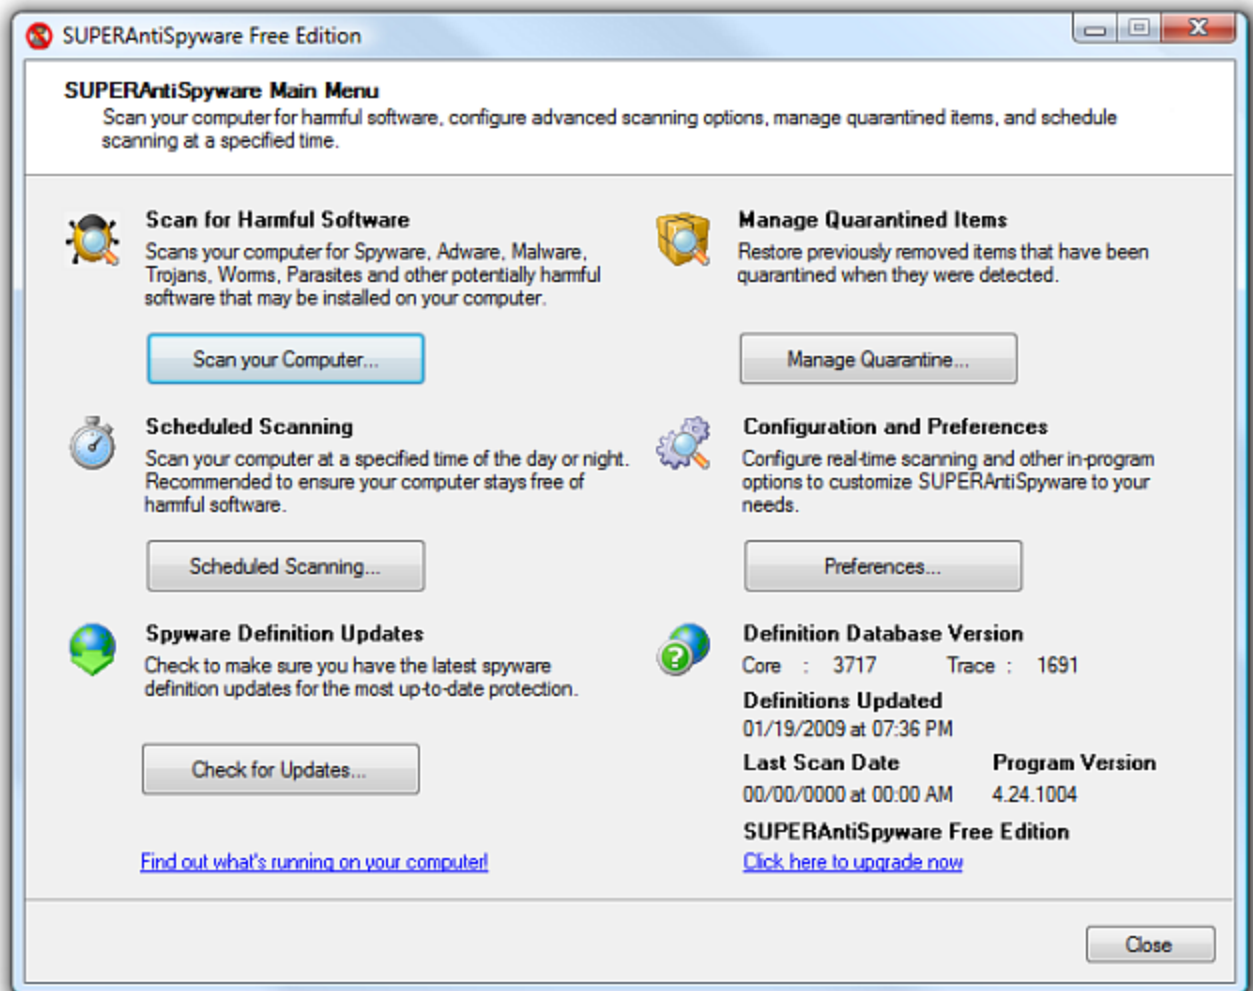 SUPERAntiSpyware Free Edition
SUPERAntiSpyware Main Menu
Scan your computer for harmful software, configure advanced scanning options, manage quarantined items, and schedule
scanning at a specified time.
Scan for Harmful Software
Scans your computer for Spyware, Adware, Malware,
Trojans, Worms, Parasites and other potentially harmful
software that may be installed on your computer.
Scan your Computer...
Manage Quarantined Items
Restore previously removed items that have been
quarantined when they were detected.
Manage Quarantine...
Scheduled Scanning
Scan your computer at a specified time of the day or night.
Recommended to ensure your computer stays free of
harmful software.
Scheduled Scanning...
Configuration and Preferences
Configure real-time scanning and other in-program
options to customize SUPERAntiSpyware to your
needs.
Preferences...
Spyware Definition Updates
Check to make sure you have the latest spyware
definition updates for the most up-to-date protection.
Check for Updates...
Find out what's running on your computer!
Definition Database Version
Core : 3717 Trace : 1691
Definitions Updated
01/19/2009 at 07:36 PM
Last Scan Date Program Version
00/00/0000 at 00:00 AM 4.24.1004
SUPERAntiSpyware Free Edition
Click here to upgrade now
Close